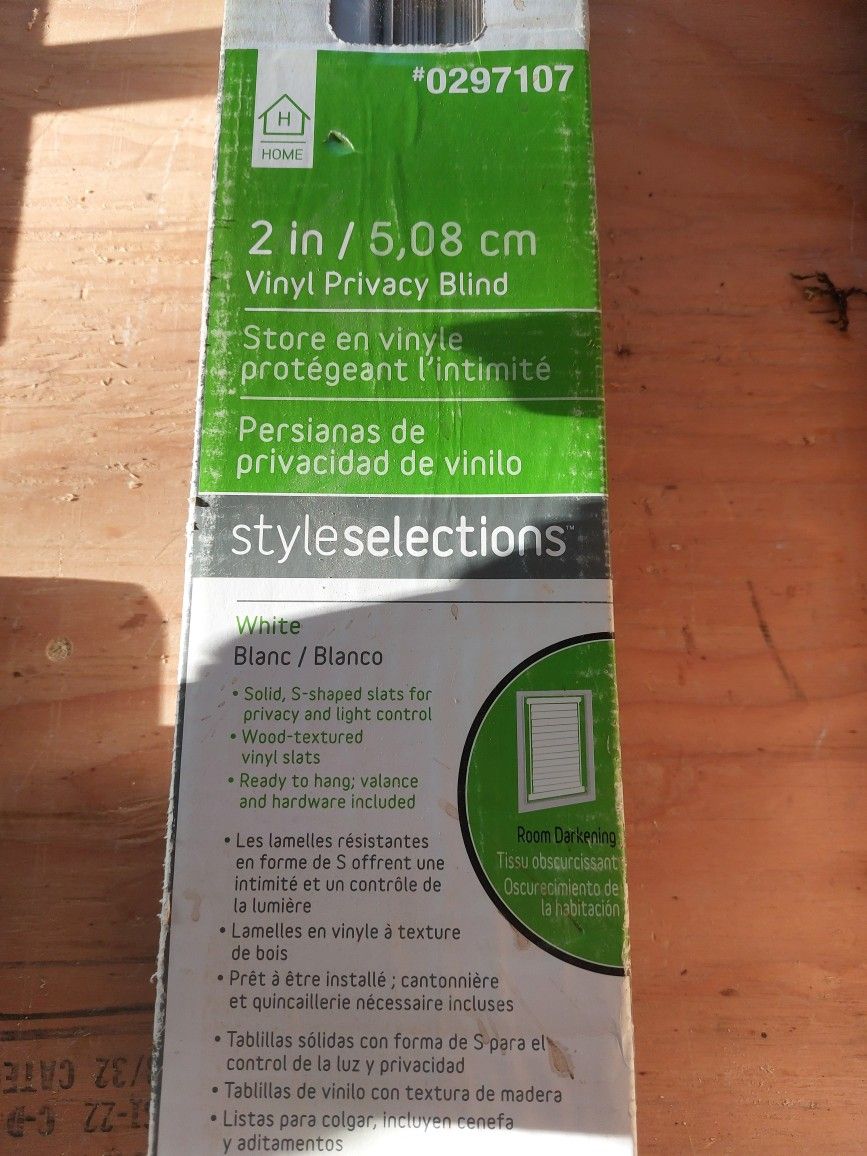 #0297107
H
HOME
2 in / 5,08 cm
Vinyl Privacy Blind
Store en vinyle
protégeant l'intimité
Persianas de
privacidad de vinilo
styleselections™
White
Blanc / Blanco
• Solid, S-shaped slats for
privacy and light control
• Wood-textured
vinyl slats
• Ready to hang; valance
and hardware included
Room Darkening
Tissu obscurcissant
Oscurecimiento de
la habitación
• Les lamelles résistantes
en forme de S offrent une
intimité et un contrôle de
la lumière
• Lamelles en vinyle à texture
de bois
• Prêt à être installé ; cantonnière
et quincaillerie nécessaire incluses
• Tablillas sólidas con forma de S para el
control de la luz y privacidad
• Tablillas de vinilo con textura de madera
• Listas para colgar, incluyen cenefa
y aditamentos